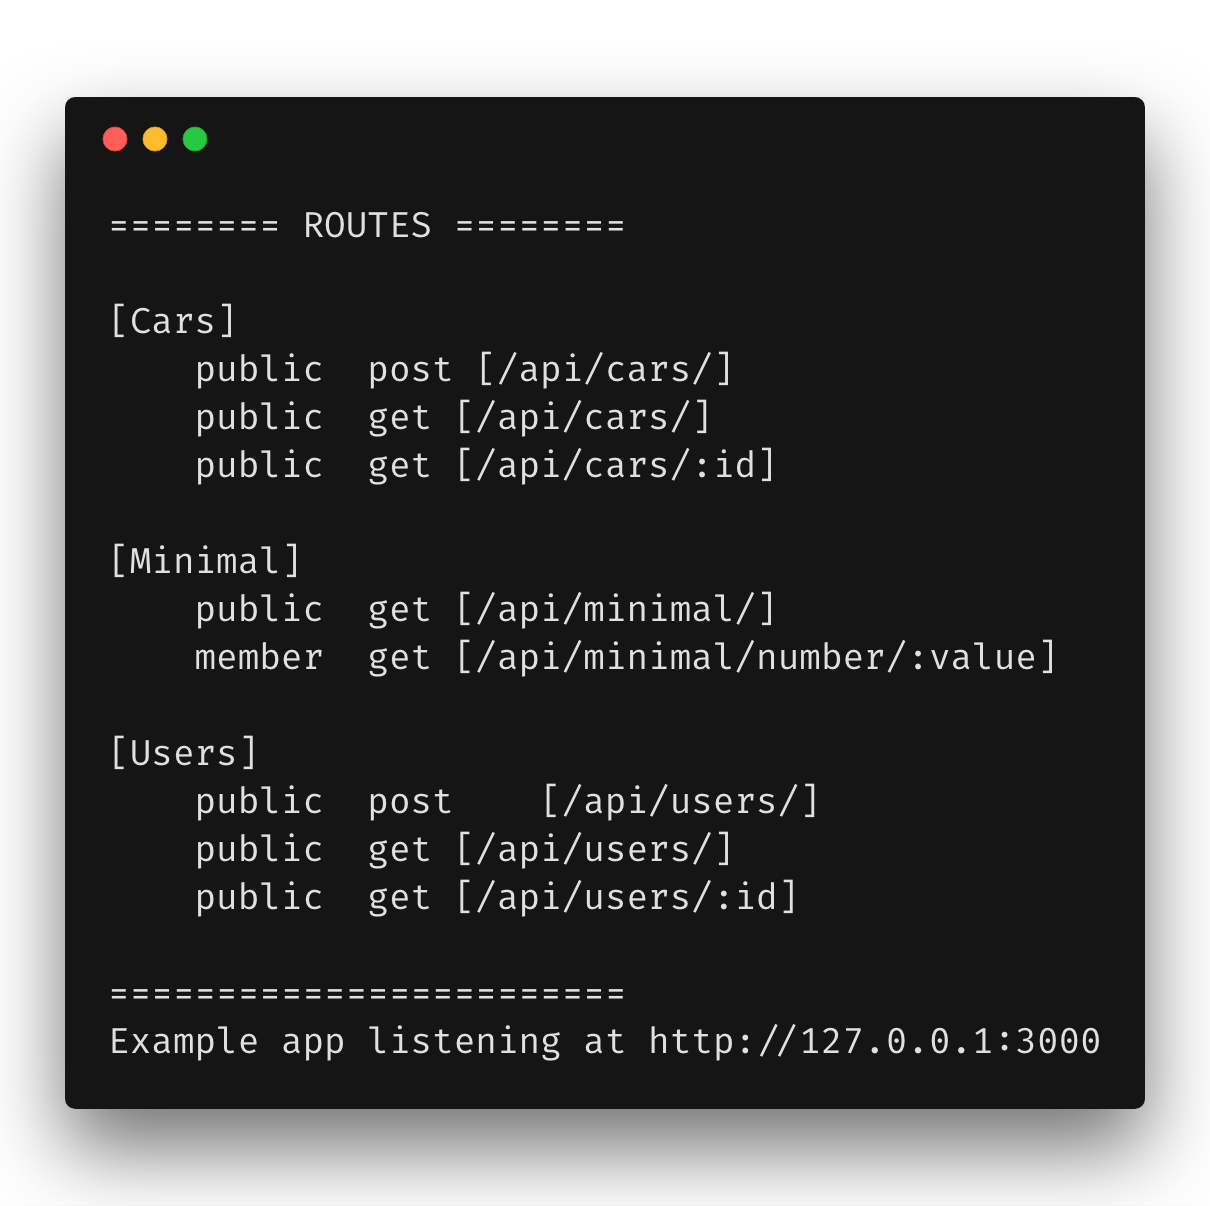 ======== ROUTES ========

[Cars]
    public  post [/api/cars/]
    public  get [/api/cars/]
    public  get [/api/cars/:id]

[Minimal]
    public  get [/api/minimal/]
    member  get [/api/minimal/number/:value]

[Users]
    public  post    [/api/users/]
    public  get [/api/users/]
    public  get [/api/users/:id]

========================
Example app listening at http://127.0.0.1:3000